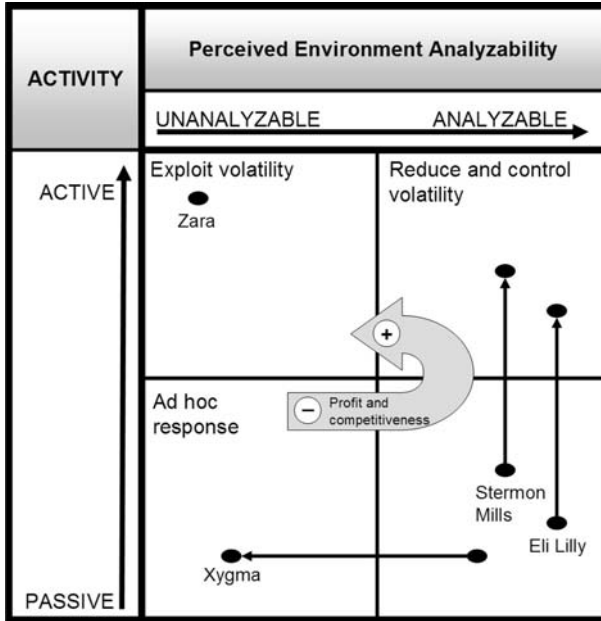 Perceived Environment Analyzability
ACTIVITY
UNANALYZABLE ANALYZABLE
ACTIVE
Exploit volatility
Zara
Reduce and control
volatility
+
Ad hoc
response
− Profit and
competitiveness
Stermon
Mills
Eli Lilly
Xygma
PASSIVE